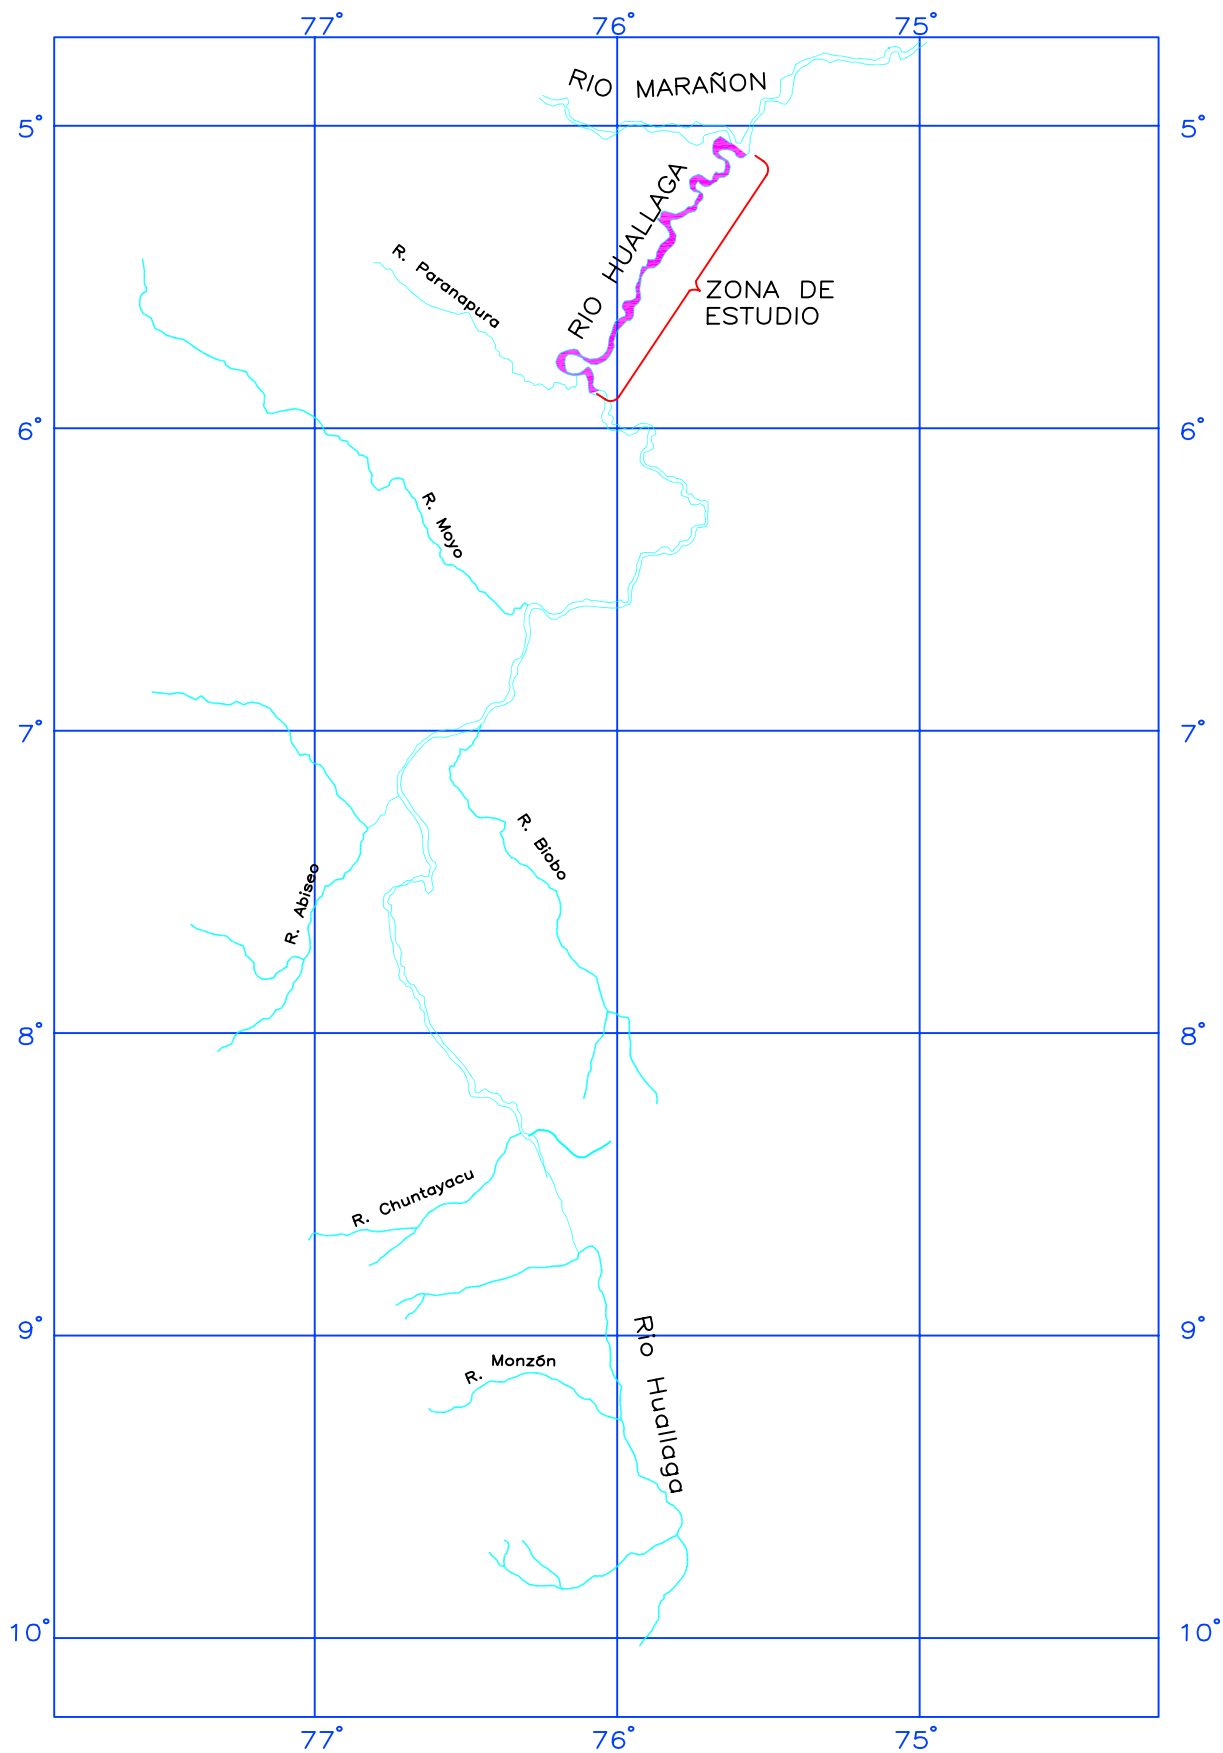 77° 76° 75°
RIO MARAÑON
5° 5°
RIO HUALLAGA
R. Paranapura
ZONA DE
ESTUDIO
6° 6°
R. Moyo
7° 7°
R. Biobo
R. Abiseo
8° 8°
R. Chuntayacu
9° 9°
Rio Huallaga
R. Monzón
10° 10°
77° 76° 75°